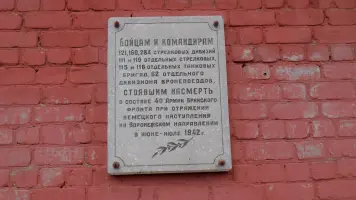 БОЙЦАМ И КОМАНДИРАМ
121,160,284 СТРЕЛКОВЫХ ДИВИЗИЙ
111 И 119 ОТДЕЛЬНЫХ СТРЕЛКОВЫХ,
115 И 116 ОТДЕЛЬНЫХ ТАНКОВЫХ
БРИГАД, 62 ОТДЕЛЬНОГО
ДИВИЗИОНА БРОНЕПОЕЗДОВ,
СТОЯВШИМ НАСМЕРТЬ
В СОСТАВЕ 40 АРМИИ БРЯНСКОГО
ФРОНТА ПРИ ОТРАЖЕНИИ
НЕМЕЦКОГО НАСТУПЛЕНИЯ
НА ВОРОНЕЖСКОМ НАПРАВЛЕНИИ
В ИЮНЕ-ИЮЛЕ 1942 г.